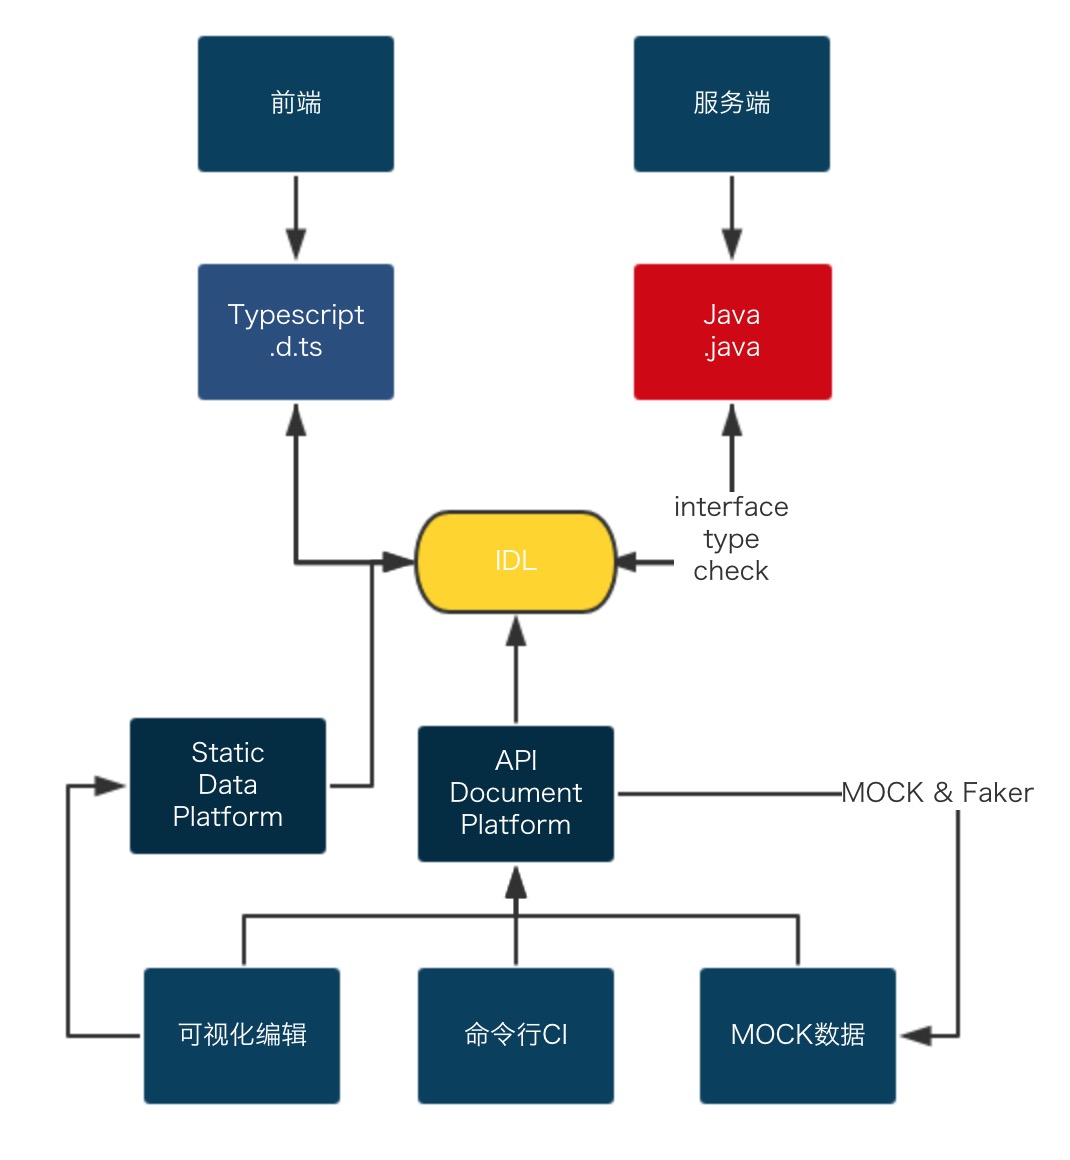 前端
服务端
Typescript
.d.ts
Java
.java
interface
type
check
IDL
Static
Data
Platform
API
Document
Platform
MOCK & Faker
可视化编辑
命令行CI
MOCK数据